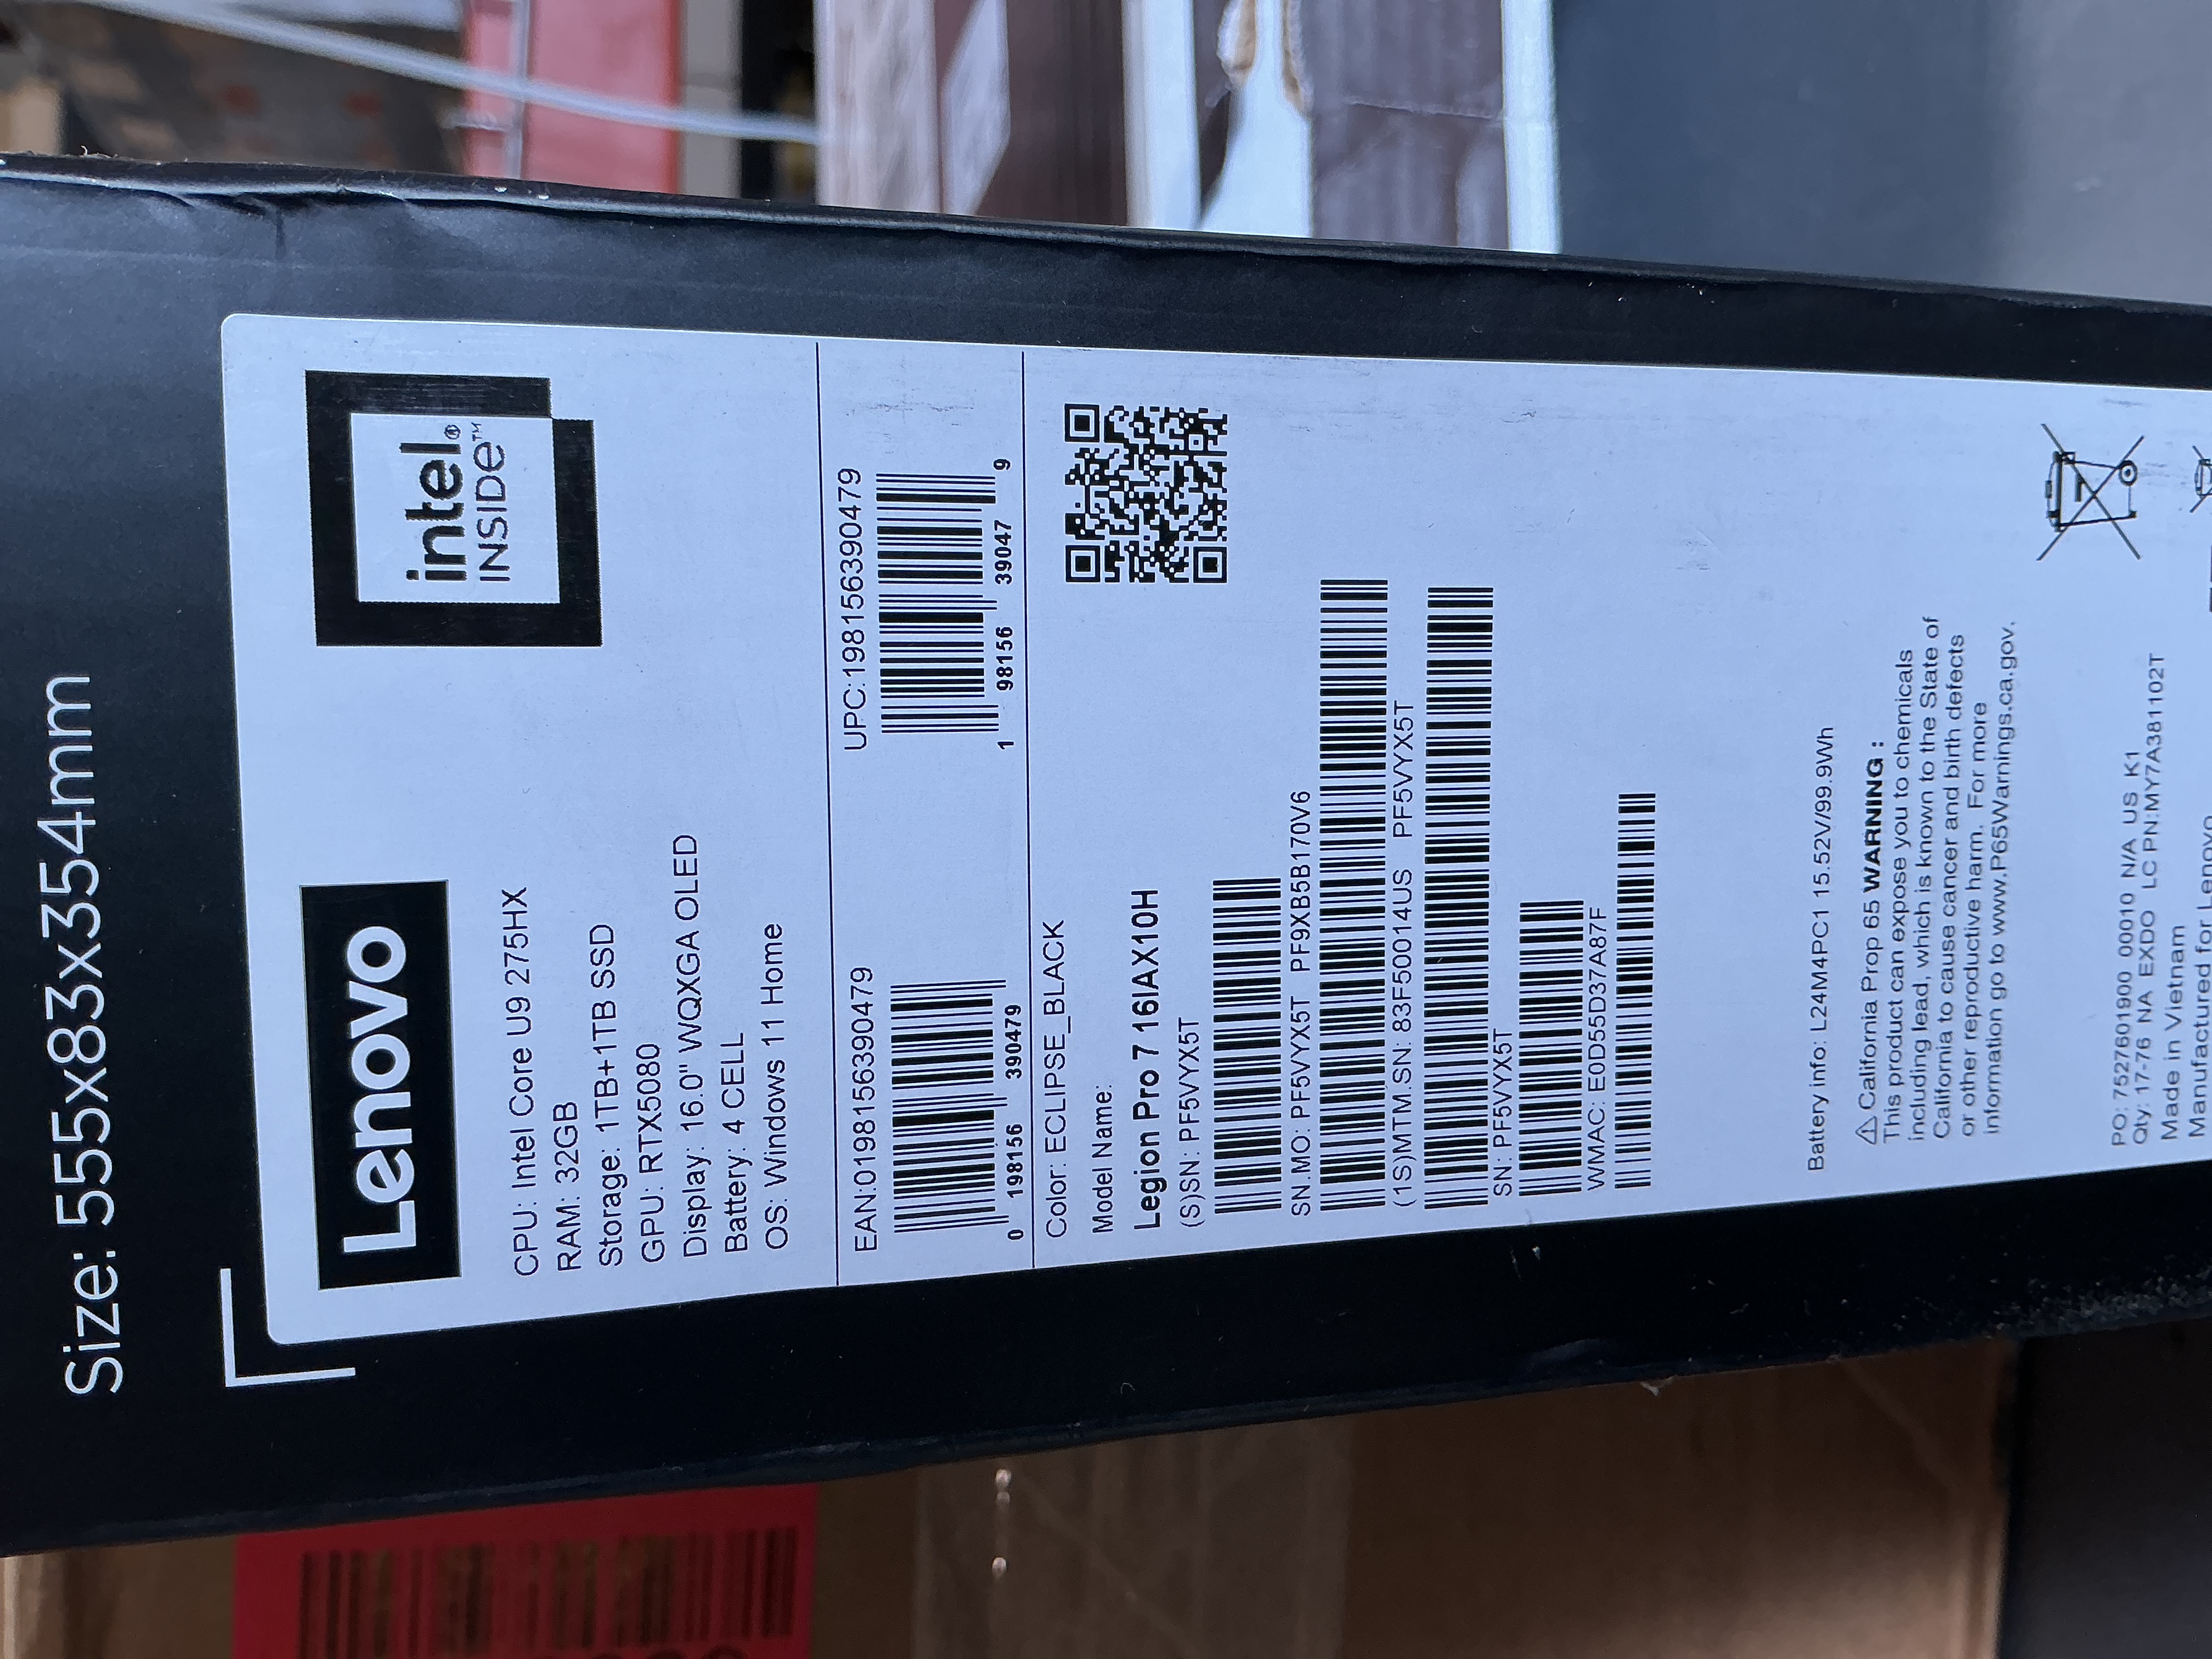 Size: 555x83x354mm
Lenovo
intel®
INSIDE™
CPU: Intel Core U9 275HX
RAM: 32GB
Storage: 1TB+1TB SSD
GPU: RTX5080
Display: 16.0" WQXGA OLED
Battery: 4 CELL
OS: Windows 11 Home
EAN:0198156390479
0 198156 390479
UPC:198156390479
1 98156 39047 9
Color: ECLIPSE_BLACK
Model Name:
Legion Pro 7 16IAX10H
(S)SN: PF5VYX5T
SN.MO: PF5VYX5T PF9XB5B170V6
(1S)MTM.SN: 83F50014US PF5VYX5T
SN: PF5VYX5T
WMAC: E0D55D37A87F
Battery info: L24M4PC1 15.52V/99.9Wh
⚠California Prop 65 WARNING :
This product can expose you to chemicals
including lead, which is known to the State of
California to cause cancer and birth defects
or other reproductive harm. For more
information go to www.P65Warnings.ca.gov.
PO: 7527601900 00010 N/A US K1
Qty: 17-76 NA EXDO LC PN:MY7A381102T
Made in Vietnam
Manufactured for Lenovo